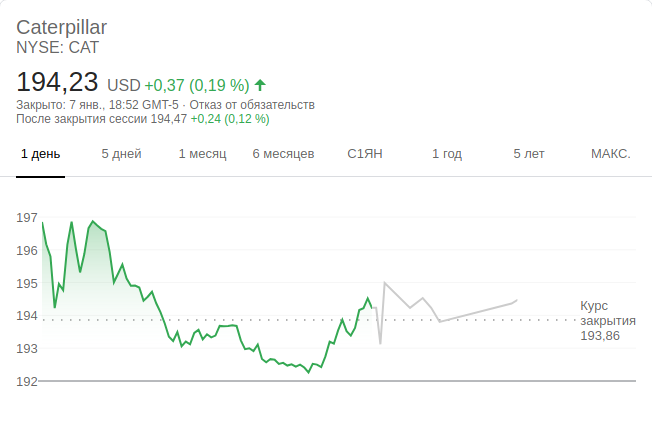 Caterpillar
NYSE: CAT
194,23 USD +0,37 (0,19 %)
Закрыто: 7 янв., 18:52 GMT-5 · Отказ от обязательств
После закрытия сессии 194,47 +0,24 (0,12 %)
1 день 5 дней 1 месяц 6 месяцев С1ЯН 1 год 5 лет МАКС.
197
196
195
194
193
192
Курс
закрытия
193,86